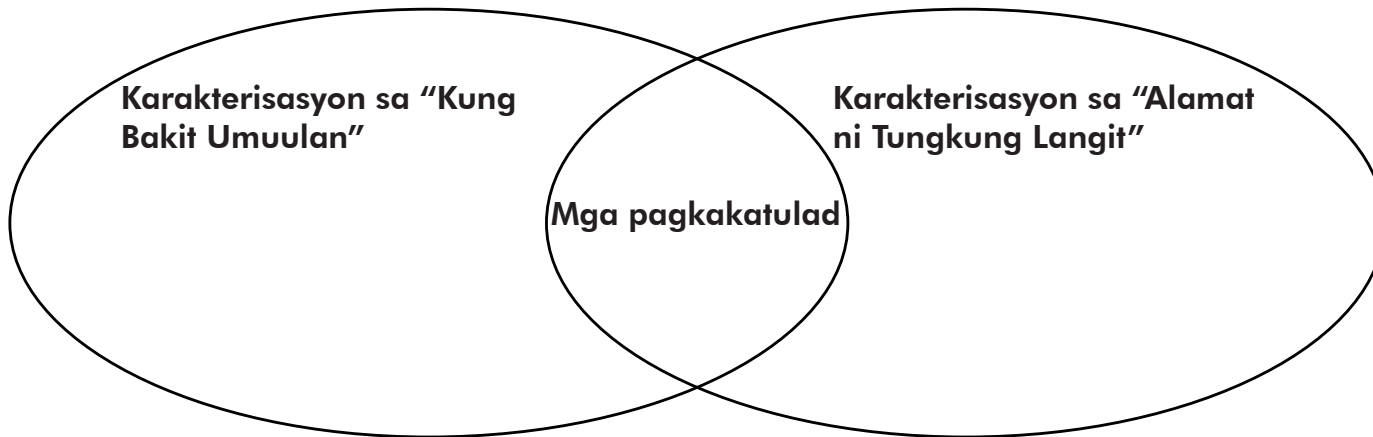 Karakterisasyon sa “Kung
Bakit Umuulan”
Mga pagkakatulad
Karakterisasyon sa “Alamat
ni Tungkung Langit”